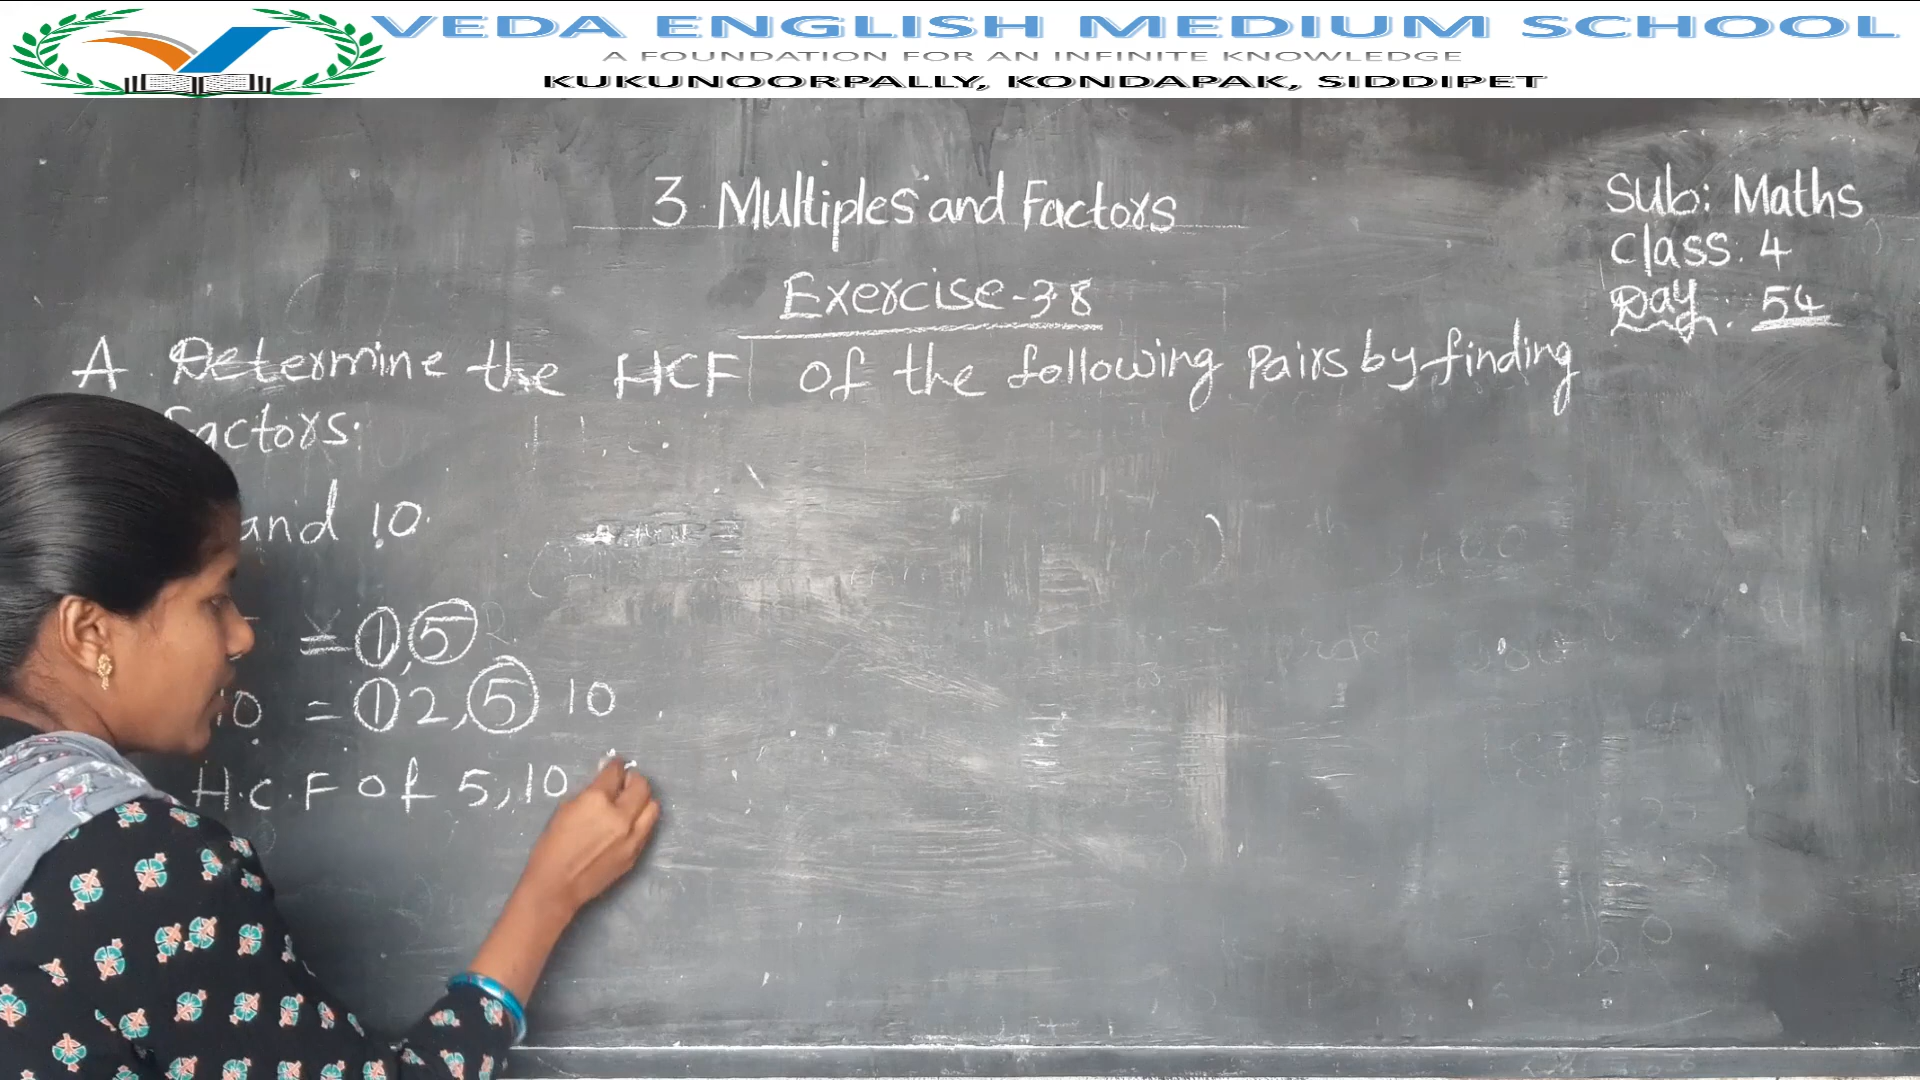 VEDA ENGLISH MEDIUM SCHOOL
A FOUNDATION FOR AN INFINITE KNOWLEDGE
KUKUNOORPALLY, KONDAPAK, SIDDIPET
3. Multiples and Factors
Sub: Maths
Class: 4
Day: 54
Exercise-3.8
A. Determine the HCF of the following Pairs by finding
Factors:
and 10.
= 1, 5
10 = 1 2, 5 10
H.C.F of 5, 10